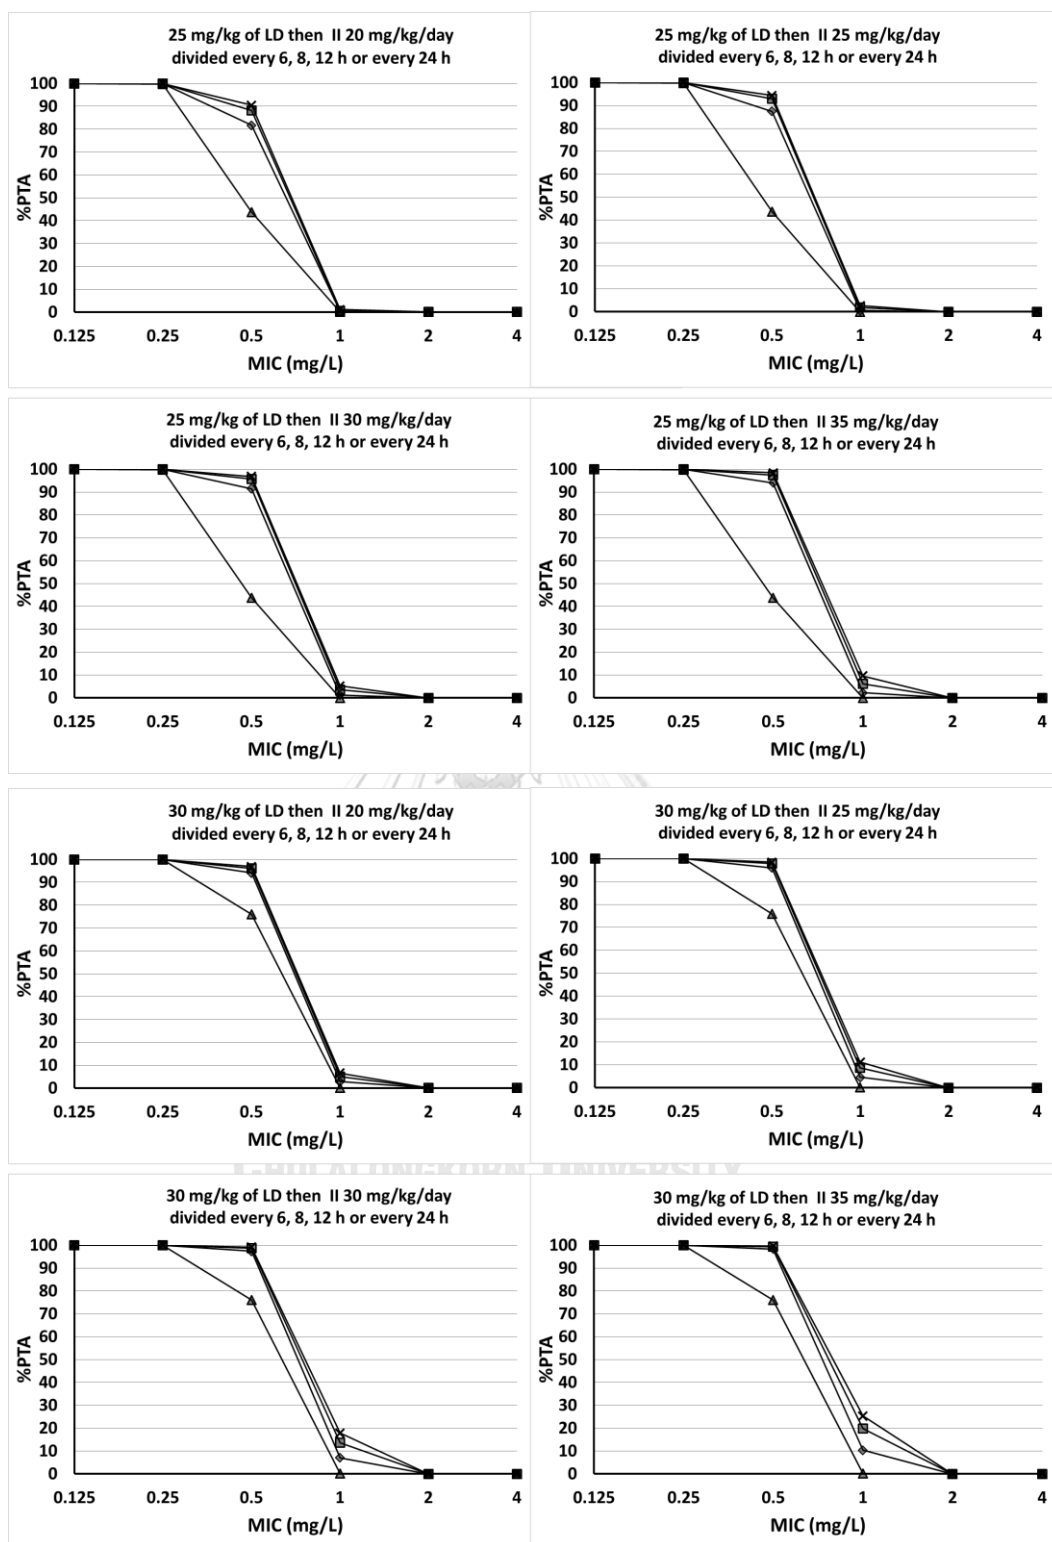 25 mg/kg of LD then II 20 mg/kg/day
divided every 6, 8, 12 h or every 24 h
100
90
80
70
60
50
40
30
20
10
0
%PTA
0.125 0.25 0.5 1 2 4
MIC (mg/L)
25 mg/kg of LD then II 25 mg/kg/day
divided every 6, 8, 12 h or every 24 h
100
90
80
70
60
50
40
30
20
10
0
%PTA
0.125 0.25 0.5 1 2 4
MIC (mg/L)
25 mg/kg of LD then II 30 mg/kg/day
divided every 6, 8, 12 h or every 24 h
100
90
80
70
60
50
40
30
20
10
0
%PTA
0.125 0.25 0.5 1 2 4
MIC (mg/L)
25 mg/kg of LD then II 35 mg/kg/day
divided every 6, 8, 12 h or every 24 h
100
90
80
70
60
50
40
30
20
10
0
%PTA
0.125 0.25 0.5 1 2 4
MIC (mg/L)
30 mg/kg of LD then II 20 mg/kg/day
divided every 6, 8, 12 h or every 24 h
100
90
80
70
60
50
40
30
20
10
0
%PTA
0.125 0.25 0.5 1 2 4
MIC (mg/L)
30 mg/kg of LD then II 25 mg/kg/day
divided every 6, 8, 12 h or every 24 h
100
90
80
70
60
50
40
30
20
10
0
%PTA
0.125 0.25 0.5 1 2 4
MIC (mg/L)
CHULALONGKORN UNIVERSITY
30 mg/kg of LD then II 30 mg/kg/day
divided every 6, 8, 12 h or every 24 h
100
90
80
70
60
50
40
30
20
10
0
%PTA
0.125 0.25 0.5 1 2 4
MIC (mg/L)
30 mg/kg of LD then II 35 mg/kg/day
divided every 6, 8, 12 h or every 24 h
100
90
80
70
60
50
40
30
20
10
0
%PTA
0.125 0.25 0.5 1 2 4
MIC (mg/L)